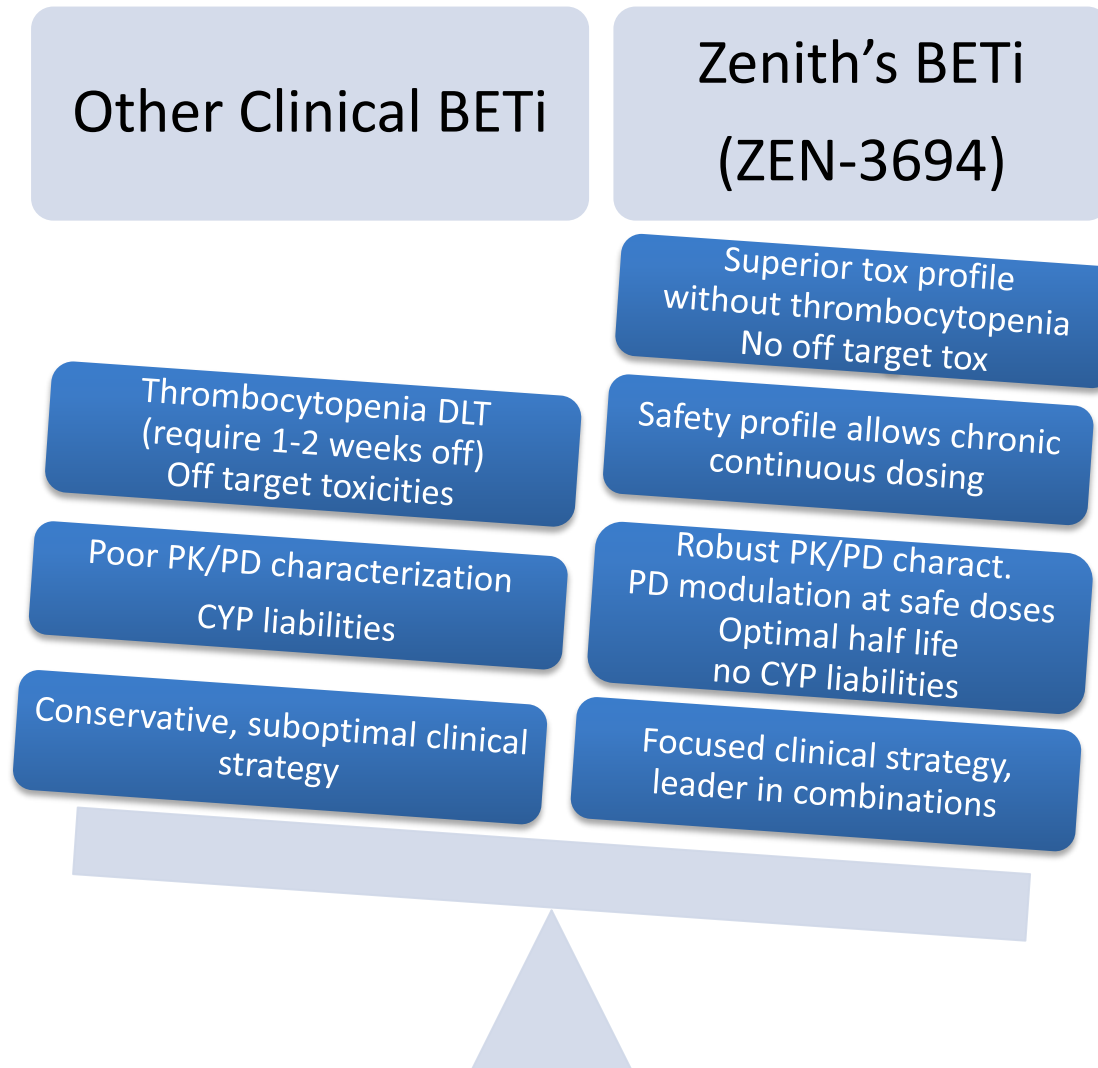 Other Clinical BETi
Zenith’s BETi
(ZEN-3694)
Thrombocytopenia DLT
(require 1-2 weeks off)
Off target toxicities
Poor PK/PD characterization
CYP liabilities
Conservative, suboptimal clinical
strategy
Superior tox profile
without thrombocytopenia
No off target tox
Safety profile allows chronic
continuous dosing
Robust PK/PD charact.
PD modulation at safe doses
Optimal half life
no CYP liabilities
Focused clinical strategy,
leader in combinations